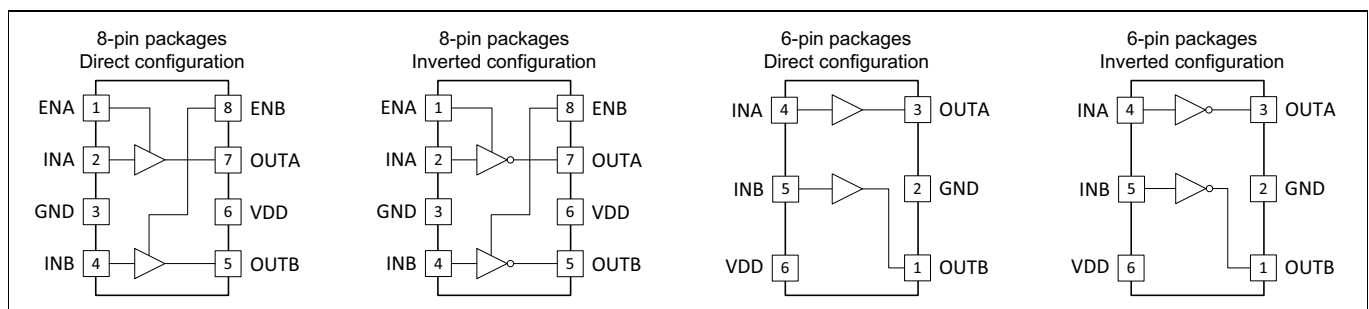 8-pin packages
Direct configuration
ENA 1 8 ENB
INA 2 7 OUTA
GND 3 6 VDD
INB 4 5 OUTB
8-pin packages
Inverted configuration
ENA 1 8 ENB
INA 2 7 OUTA
GND 3 6 VDD
INB 4 5 OUTB
6-pin packages
Direct configuration
INA 4 3 OUTA
INB 5 2 GND
VDD 6 1 OUTB
6-pin packages
Inverted configuration
INA 4 3 OUTA
INB 5 2 GND
VDD 6 1 OUTB